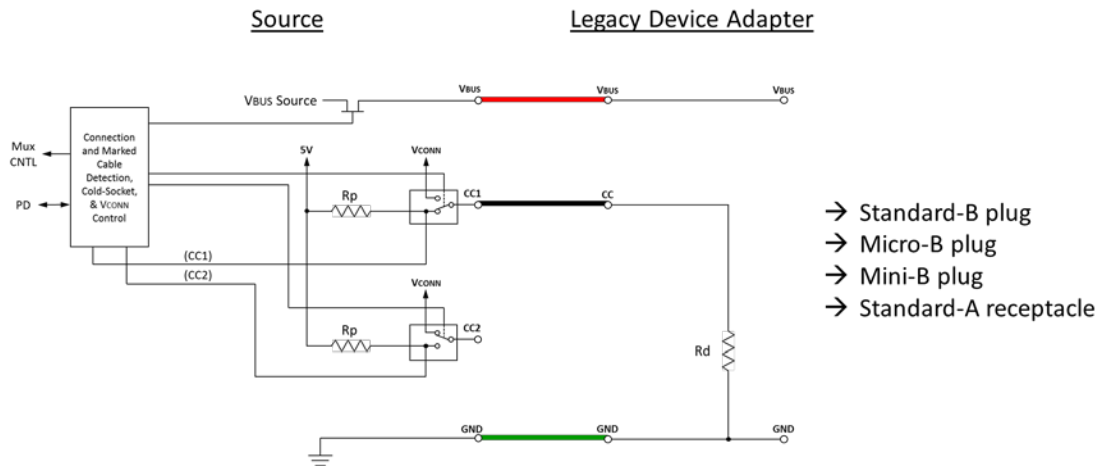 Source
Legacy Device Adapter
VBUS Source
VBUS
VBUS
VBUS
Connection
and Marked
Cable
Detection,
Cold-Socket,
& VCONN
Control
Mux
CNTL
PD
5V
VCONN
Rp
CC1
CC
(CC1)
(CC2)
VCONN
Rp
CC2
Rd
→ Standard-B plug
→ Micro-B plug
→ Mini-B plug
→ Standard-A receptacle
GND
GND
GND